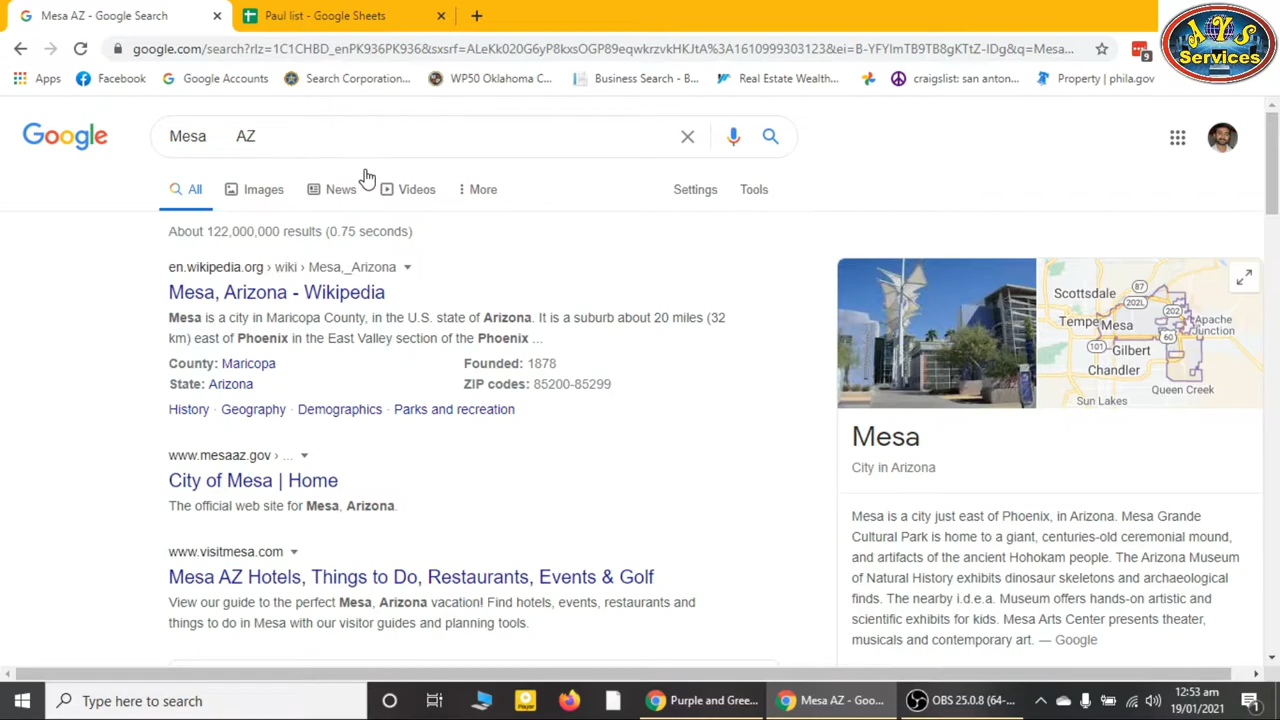 Mesa AZ - Google Search
Paul list - Google Sheets
AYS
Services
google.com/search?rlz=1C1CHBD_enPK936PK936&sxsrf=ALeKk020G6yP8kxsOGP89eqwkrzvkHKJtA%3A1610999303123&ei=B-YFYImTB9TB8gKTtZ-IDg&q=Mesa...
9
Apps
Facebook
Google Accounts
Search Corporation...
WP50 Oklahoma C...
Business Search - B...
Real Estate Wealth...
craigslist: san anton...
Property | phila.gov
Google
Mesa AZ
All
Images
News
Videos
More
Settings
Tools
About 122,000,000 results (0.75 seconds)
en.wikipedia.org › wiki › Mesa,_Arizona
Mesa, Arizona - Wikipedia
Mesa is a city in Maricopa County, in the U.S. state of Arizona. It is a suburb about 20 miles (32
km) east of Phoenix in the East Valley section of the Phoenix ...
County: Maricopa
Founded: 1878
State: Arizona
ZIP codes: 85200-85299
History · Geography · Demographics · Parks and recreation
www.mesaaz.gov › ...
City of Mesa | Home
The official web site for Mesa, Arizona.
www.visitmesa.com
Mesa AZ Hotels, Things to Do, Restaurants, Events & Golf
View our guide to the perfect Mesa, Arizona vacation! Find hotels, events, restaurants and
things to do in Mesa with our visitor guides and planning tools.
87
Scottsdale
202L
Tempe
Mesa
202
Apache
Junction
101
60
Gilbert
Chandler
Queen Creek
Sun Lakes
Mesa
City in Arizona
Mesa is a city just east of Phoenix, in Arizona. Mesa Grande
Cultural Park is home to a giant, centuries-old ceremonial mound,
and artifacts of the ancient Hohokam people. The Arizona Museum
of Natural History exhibits dinosaur skeletons and archaeological
finds. The nearby i.d.e.a. Museum offers hands-on artistic and
scientific exhibits for kids. Mesa Arts Center presents theater,
musicals and contemporary art. — Google
Type here to search
Player
Purple and Gree...
Mesa AZ - Goo...
OBS 25.0.8 (64-...
12:53 am
19/01/2021
1